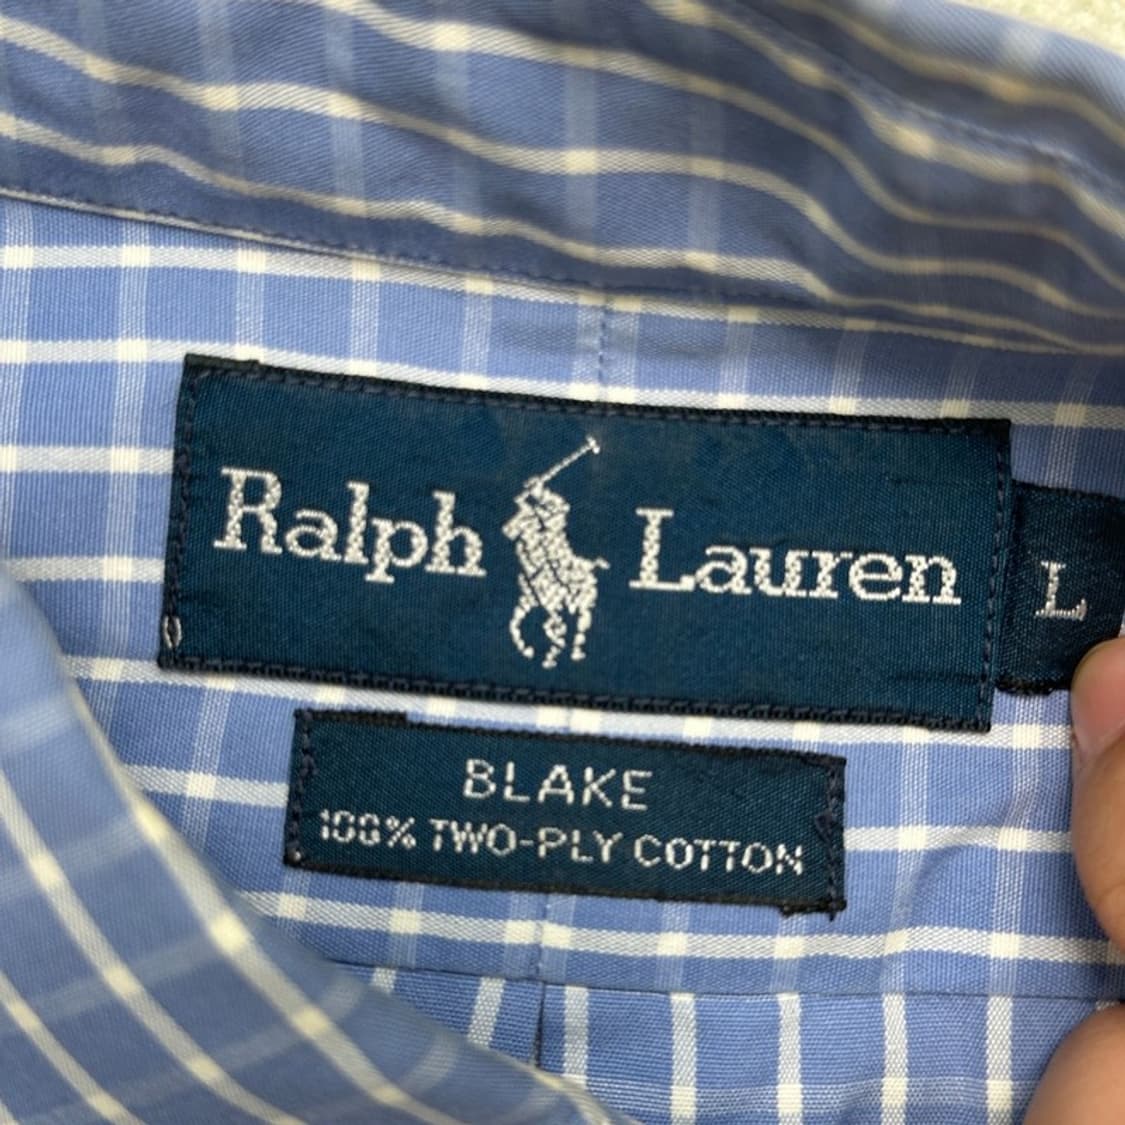 Ralph Lauren
L
BLAKE
100% TWO-PLY COTTON